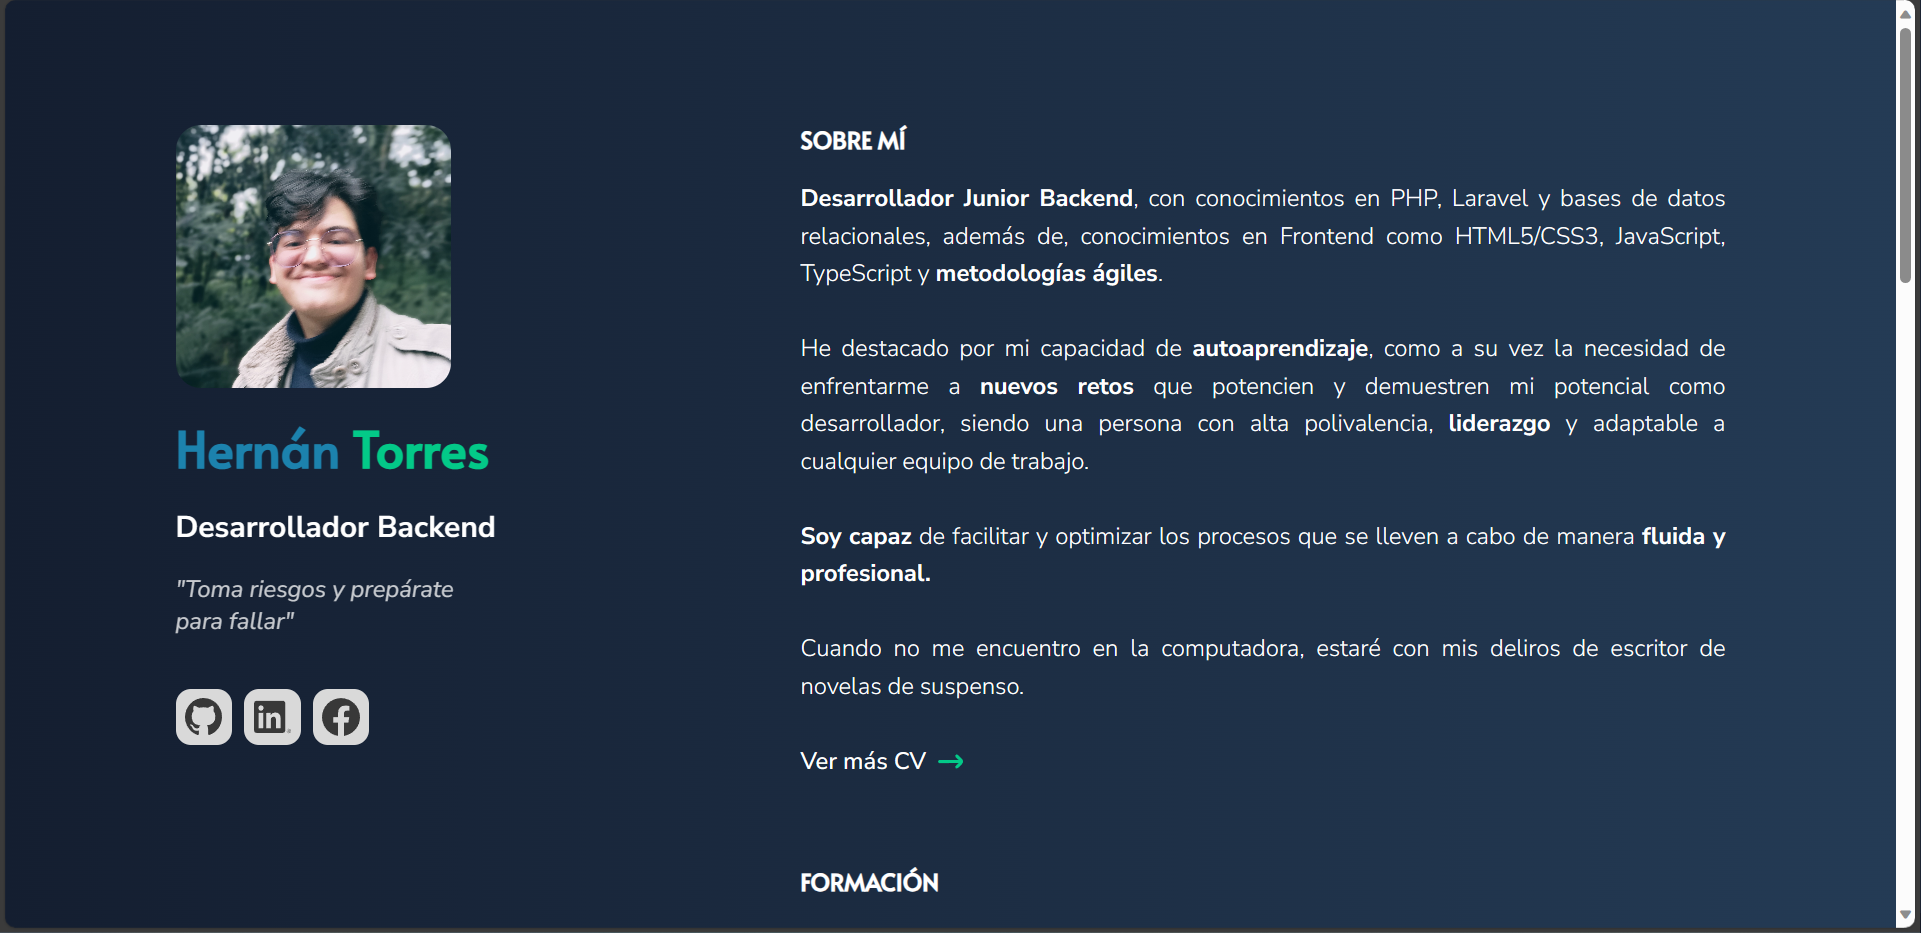 Hernán Torres
Desarrollador Backend
"Toma riesgos y prepárate
para fallar"
in
SOBRE MÍ
Desarrollador Junior Backend, con conocimientos en PHP, Laravel y bases de datos
relacionales, además de, conocimientos en Frontend como HTML5/CSS3, JavaScript,
TypeScript y metodologías ágiles.
He destacado por mi capacidad de autoaprendizaje, como a su vez la necesidad de
enfrentarme a nuevos retos que potencien y demuestren mi potencial como
desarrollador, siendo una persona con alta polivalencia, liderazgo y adaptable a
cualquier equipo de trabajo.
Soy capaz de facilitar y optimizar los procesos que se lleven a cabo de manera fluida y
profesional.
Cuando no me encuentro en la computadora, estaré con mis deliros de escritor de
novelas de suspenso.
Ver más CV →
FORMACIÓN